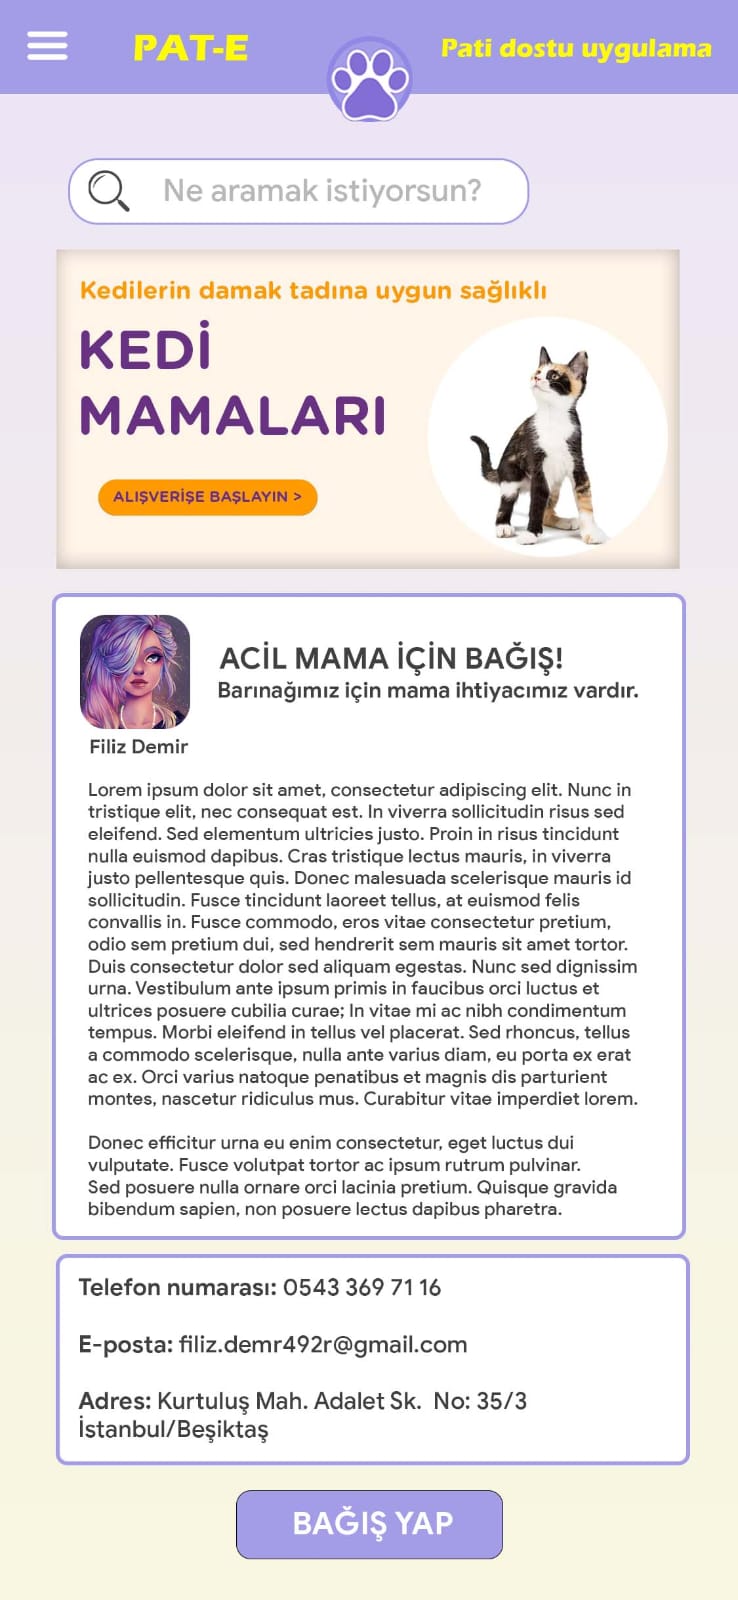 PAT-E
Pati dostu uygulama
Ne aramak istiyorsun?
Kedilerin damak tadına uygun sağlıklı
KEDİ
MAMALARI
ALIŞVERİŞE BAŞLAYIN >
ACİL MAMA İÇİN BAĞIŞ!
Barınağımız için mama ihtiyacımız vardır.
Filiz Demir
Lorem ipsum dolor sit amet, consectetur adipiscing elit. Nunc in
tristique elit, nec consequat est. In viverra sollicitudin risus sed
eleifend. Sed elementum ultricies justo. Proin in risus tincidunt
nulla euismod dapibus. Cras tristique lectus mauris, in viverra
justo pellentesque quis. Donec malesuada scelerisque mauris id
sollicitudin. Fusce tincidunt laoreet tellus, at euismod felis
convallis in. Fusce commodo, eros vitae consectetur pretium,
odio sem pretium dui, sed hendrerit sem mauris sit amet tortor.
Duis consectetur dolor sed aliquam egestas. Nunc sed dignissim
urna. Vestibulum ante ipsum primis in faucibus orci luctus et
ultrices posuere cubilia curae; In vitae mi ac nibh condimentum
tempus. Morbi eleifend in tellus vel placerat. Sed rhoncus, tellus
a commodo scelerisque, nulla ante varius diam, eu porta ex erat
ac ex. Orci varius natoque penatibus et magnis dis parturient
montes, nascetur ridiculus mus. Curabitur vitae imperdiet lorem.
Donec efficitur urna eu enim consectetur, eget luctus dui
vulputate. Fusce volutpat tortor ac ipsum rutrum pulvinar.
Sed posuere nulla ornare orci lacinia pretium. Quisque gravida
bibendum sapien, non posuere lectus dapibus pharetra.
Telefon numarası: 0543 369 71 16
E-posta: filiz.demr492r@gmail.com
Adres: Kurtuluş Mah. Adalet Sk.  No: 35/3
İstanbul/Beşiktaş
BAĞIŞ YAP